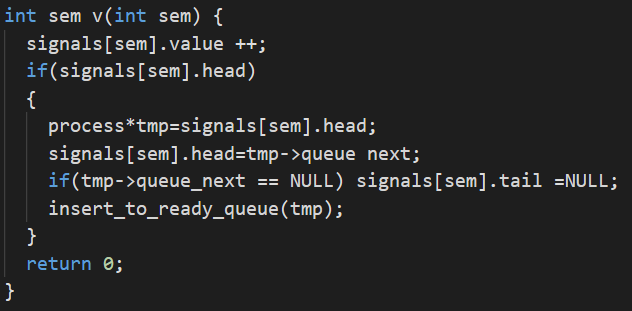 int sem v(int sem) {
  signals[sem].value ++;
  if(signals[sem].head)
  {
    process*tmp=signals[sem].head;
    signals[sem].head=tmp->queue next;
    if(tmp->queue_next == NULL) signals[sem].tail =NULL;
    insert_to_ready_queue(tmp);
  }
  return 0;
}